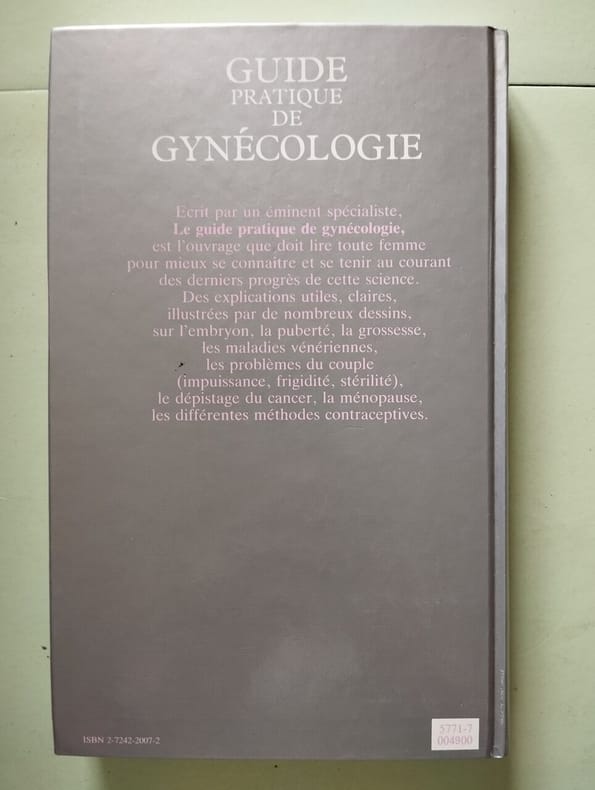 GUIDE
PRATIQUE
DE
GYNÉCOLOGIE
Ecrit par un éminent spécialiste,
Le guide pratique de gynécologie,
est l'ouvrage que doit lire toute femme
pour mieux se connaitre et se tenir au courant
des derniers progrès de cette science.
Des explications utiles, claires,
illustrées par de nombreux dessins,
sur l'embryon, la puberté, la grossesse,
les maladies vénériennes,
les problèmes du couple
(impuissance, frigidité, stérilité),
le dépistage du cancer, la ménopause,
les différentes méthodes contraceptives.
ISBN 2-7242-2007-2
5771-7
004900